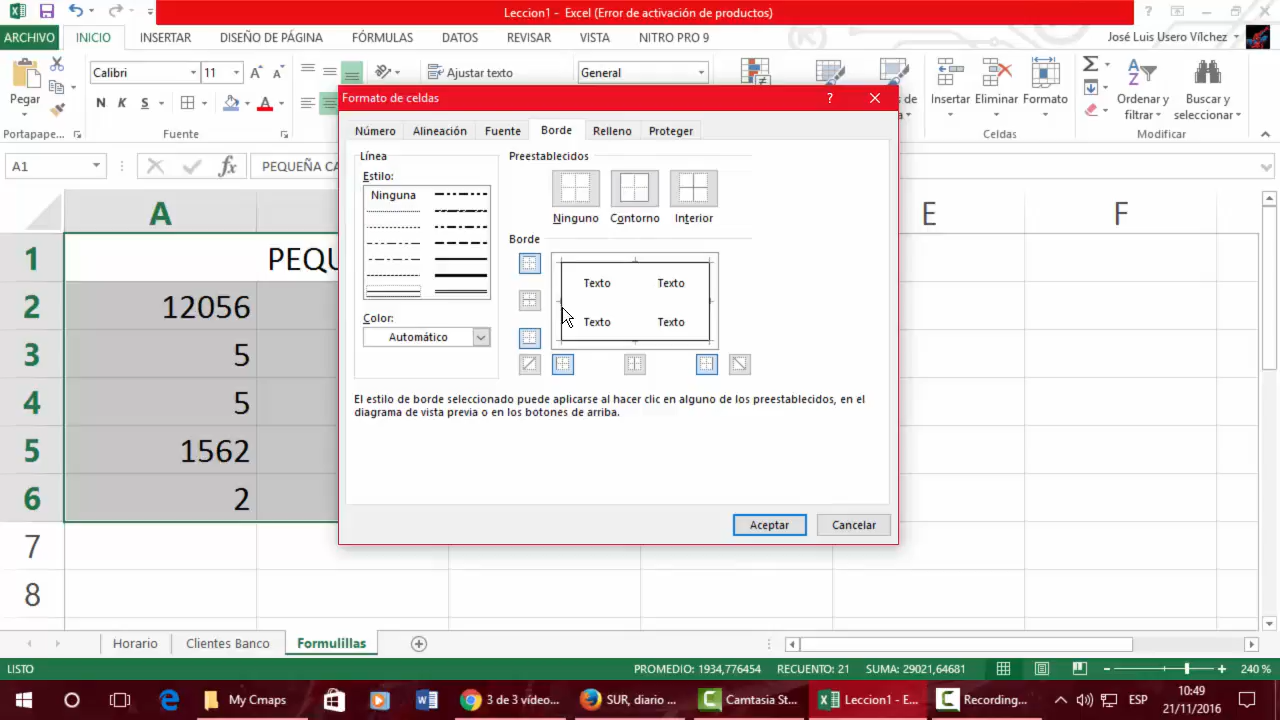 Leccion1 - Excel (Error de activación de productos)
ARCHIVO INICIO INSERTAR DISEÑO DE PÁGINA FÓRMULAS DATOS REVISAR VISTA NITRO PRO 9 José Luis Usero Vílchez
Pegar
Calibri 11
N K S
Ajustar texto
General
Insertar Eliminar Formato
Ordenar y filtrar
Buscar y seleccionar
Portapape... Fuente Celdas Modificar
A1
fx PEQUEÑA CA
A E F
1 PEQU
2 12056
3 5
4 5
5 1562
6 2
7
8
Formato de celdas
Número Alineación Fuente Borde Relleno Proteger
Línea
Estilo:
Ninguna
Color:
Automático
Preestablecidos
Ninguno Contorno Interior
Borde
Texto Texto
Texto Texto
El estilo de borde seleccionado puede aplicarse al hacer clic en alguno de los preestablecidos, en el
diagrama de vista previa o en los botones de arriba.
Aceptar Cancelar
Horario Clientes Banco Formulillas
LISTO PROMEDIO: 1934,776454 RECUENTO: 21 SUMA: 29021,64681 240 %
My Cmaps 3 de 3 vídeo... SUR, diario ... Camtasia St... Leccion1 - E... Recording... ESP 10:49
21/11/2016